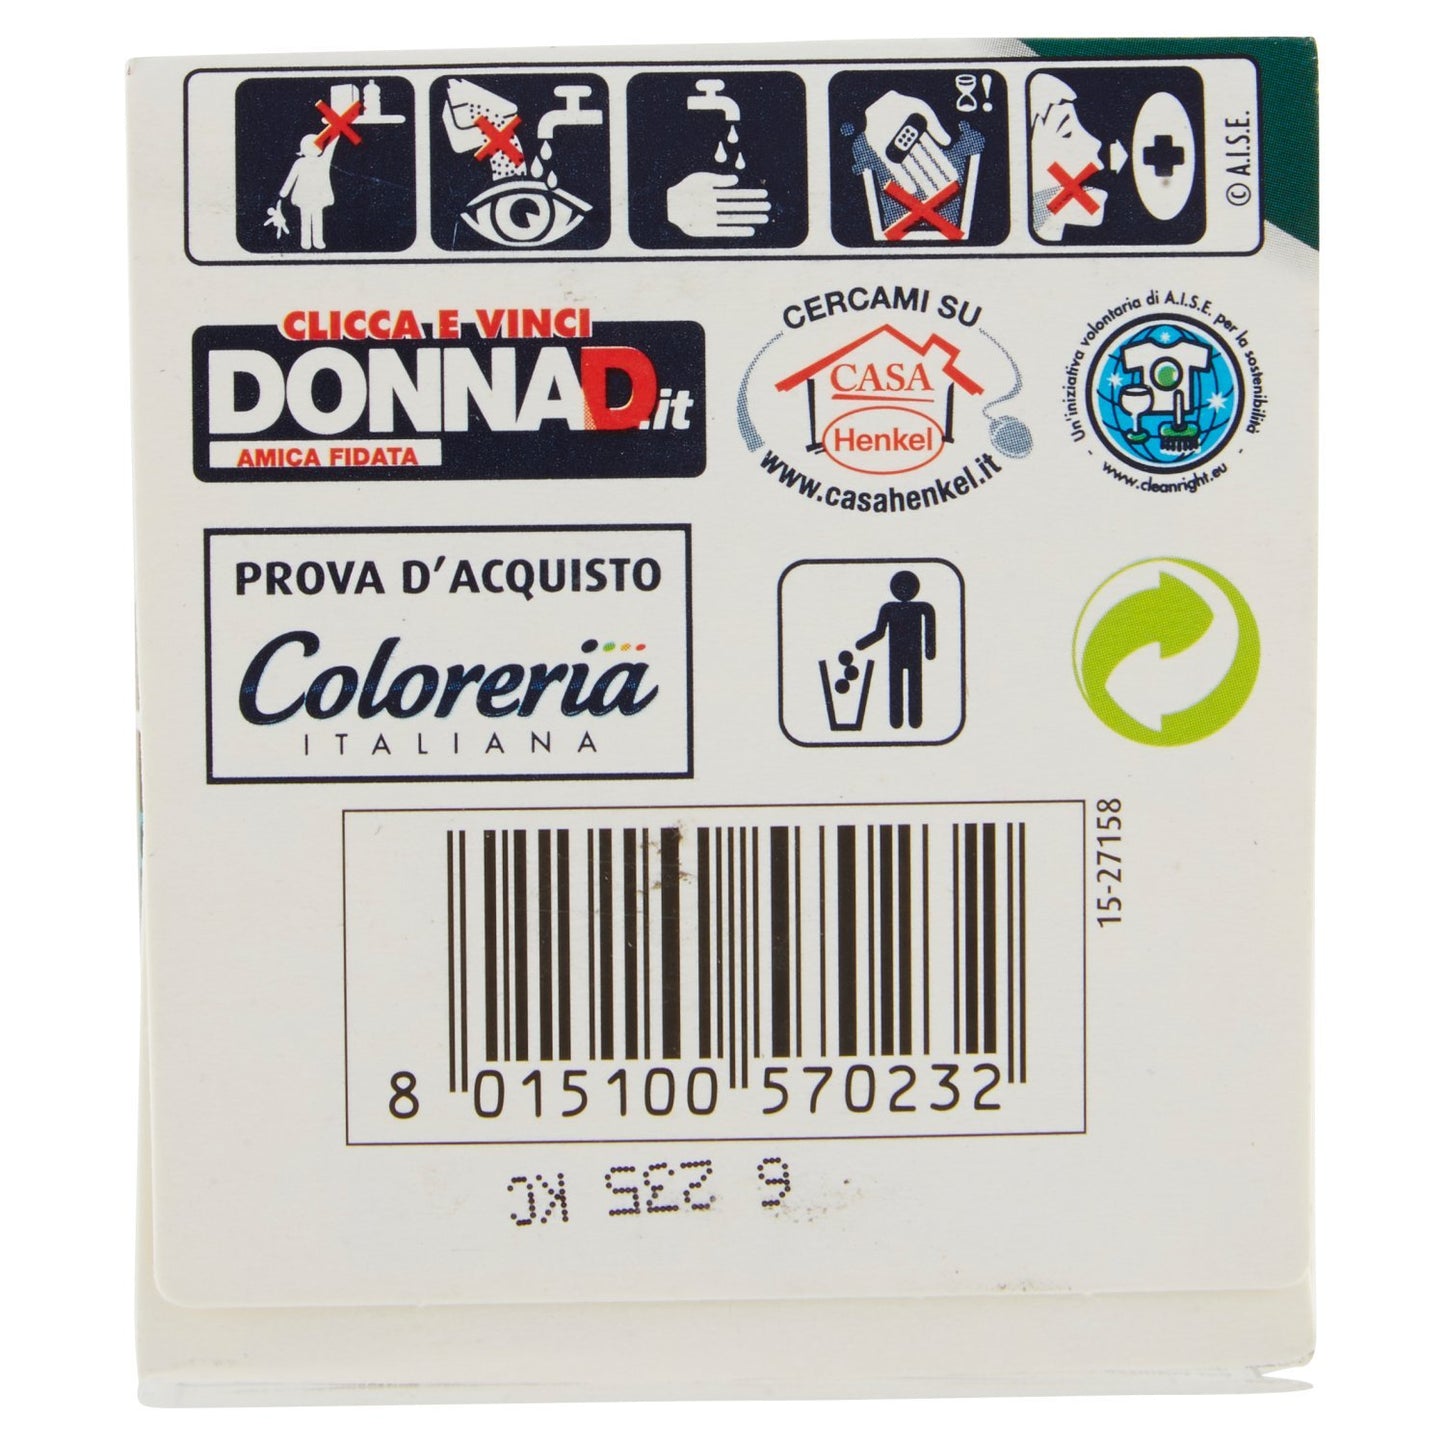 © A.I.S.E.
CLICCA E VINCI
DONNAD.it
AMICA FIDATA
CERCAMI SU
CASA
Henkel
www.casahenkel.it
Un'iniziativa volontaria di A.I.S.E. per la sostenibilità
www.cleanright.eu
PROVA D'ACQUISTO
Coloreria
ITALIANA
15-27158
8 015100 570232
6 235 KC